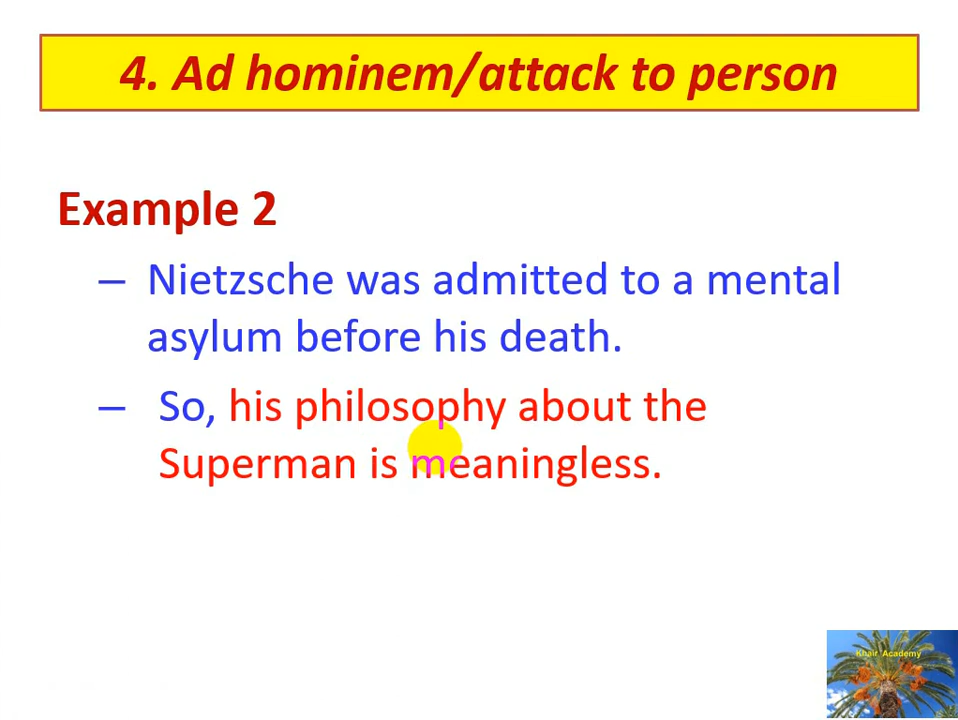 4. Ad hominem/attack to person
Example 2
– Nietzsche was admitted to a mental
asylum before his death.
– So, his philosophy about the
Superman is meaningless.
Khair Academy